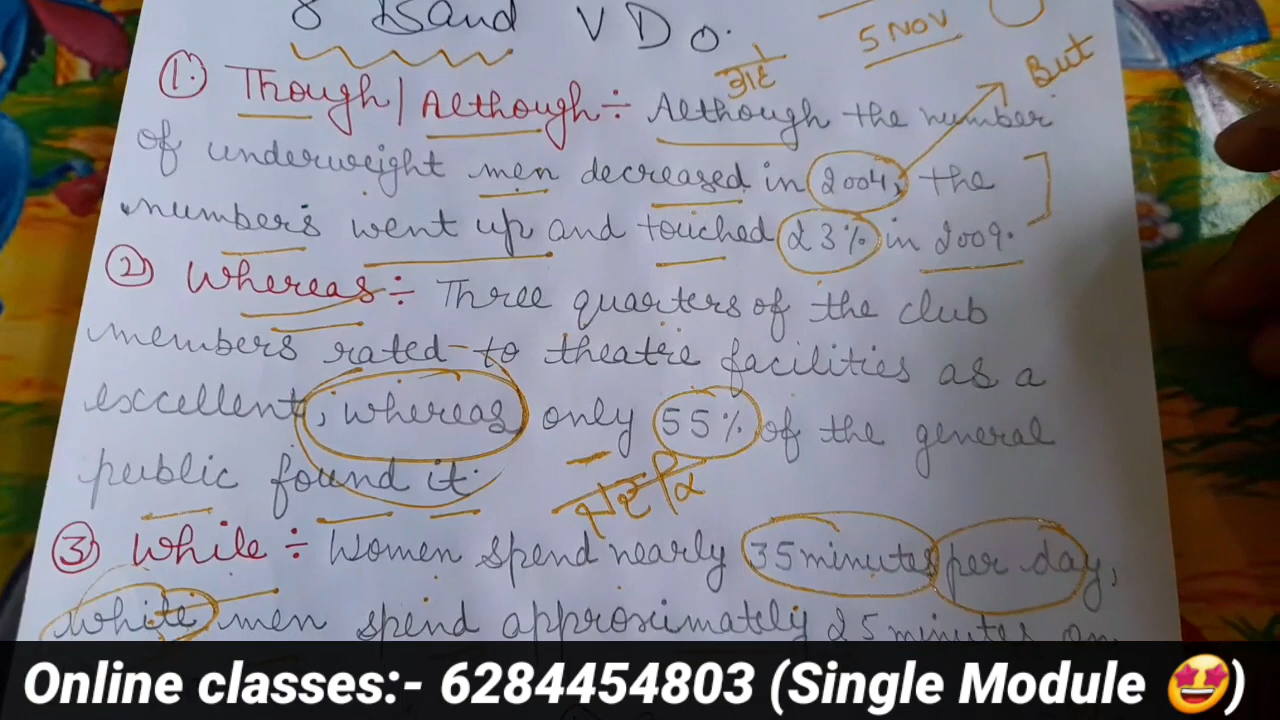 8 Band VDo.
5 NOV
But
① Though/Although ÷ Although the number
of underweight men decreased in 2004, the
numbers went up and touched 23% in 2009.
② Whereas ÷ Three quarters of the club
members rated to theatre facilities as a
excellent, whereas only 55% of the general
public found it.
③ While ÷ Women spend nearly 35 minutes per day,
while men spend approximately 25 minutes on
Online classes:- 6284454803 (Single Module 🤩)